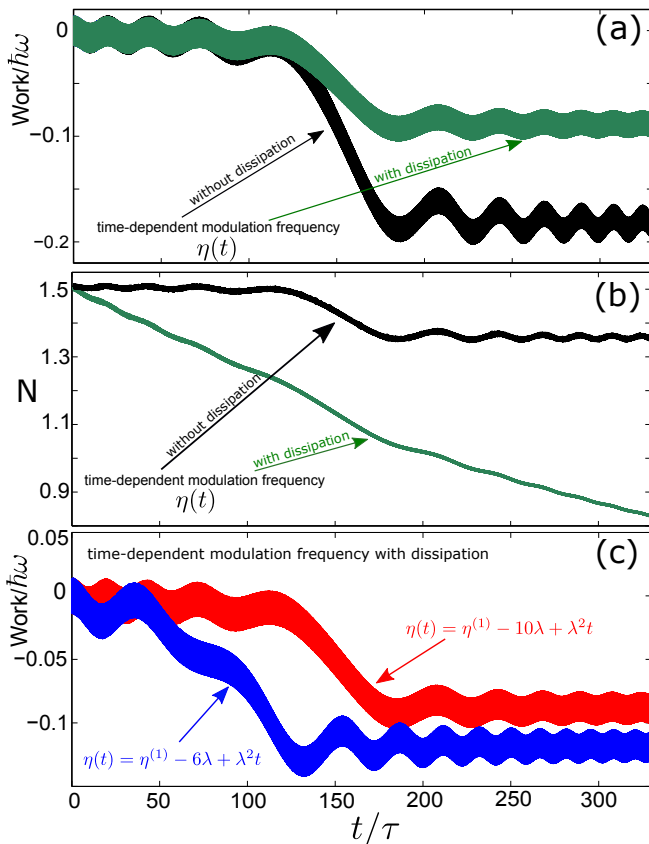 (a)
Work/ħω
0
−0.1
−0.2
without dissipation
with dissipation
time-dependent modulation frequency
η(t)
(b)
N
1.5
1.3
1.1
0.9
without dissipation
with dissipation
time-dependent modulation frequency
η(t)
(c)
Work/ħω
0.05
0
−0.05
−0.1
time-dependent modulation frequency with dissipation
η(t) = η⁽¹⁾ − 10λ + λ²t
η(t) = η⁽¹⁾ − 6λ + λ²t
0 50 100 150 200 250 300
t/τ